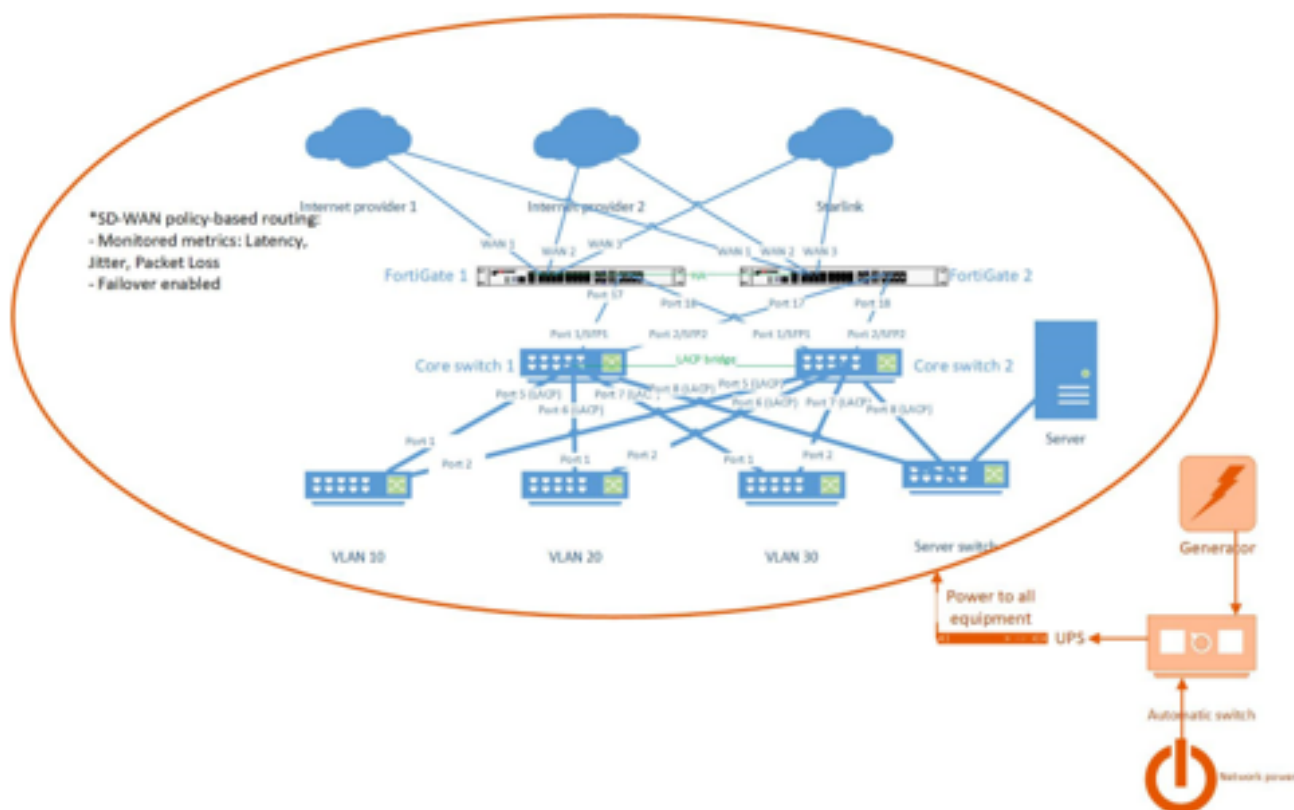 Internet provider 1
Internet provider 2
Starlink
*SD-WAN policy-based routing:
- Monitored metrics: Latency,
Jitter, Packet Loss
- Failover enabled
WAN 1
WAN 2
WAN 3
WAN 1
WAN 2
WAN 3
FortiGate 1
HA
FortiGate 2
Port 17
Port 18
Port 17
Port 18
Port 1/SFP1
Port 2/SFP2
Port 1/SFP1
Port 2/SFP2
Core switch 1
LACP bridge
Core switch 2
Port 5 (LACP)
Port 6 (LACP)
Port 7 (LAC
Port 8 (LACP)
Port 5 (LACP)
Port 6 (LACP)
Port 7 (LACP)
Port 8 (LACP)
Server
Port 1
Port 2
Port 1
Port 2
Port 1
Port 2
VLAN 10
VLAN 20
VLAN 30
Server switch
Generator
Power to all
equipment
UPS
Automatic switch
Network power